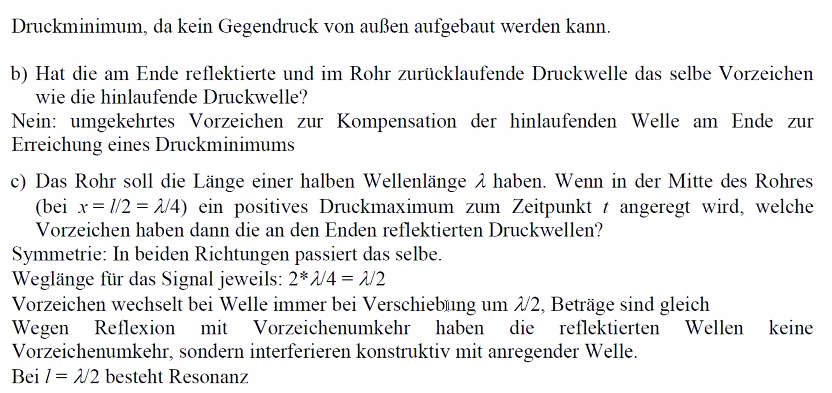 Druckminimum, da kein Gegendruck von außen aufgebaut werden kann.
b) Hat die am Ende reflektierte und im Rohr zurücklaufende Druckwelle das selbe Vorzeichen
wie die hinlaufende Druckwelle?
Nein: umgekehrtes Vorzeichen zur Kompensation der hinlaufenden Welle am Ende zur
Erreichung eines Druckminimums
c) Das Rohr soll die Länge einer halben Wellenlänge λ haben. Wenn in der Mitte des Rohres
(bei x = l/2 = λ/4) ein positives Druckmaximum zum Zeitpunkt t angeregt wird, welche
Vorzeichen haben dann die an den Enden reflektierten Druckwellen?
Symmetrie: In beiden Richtungen passiert das selbe.
Weglänge für das Signal jeweils: 2*λ/4 = λ/2
Vorzeichen wechselt bei Welle immer bei Verschiebung um λ/2, Beträge sind gleich
Wegen Reflexion mit Vorzeichenumkehr haben die reflektierten Wellen keine
Vorzeichenumkehr, sondern interferieren konstruktiv mit anregender Welle.
Bei l = λ/2 besteht Resonanz